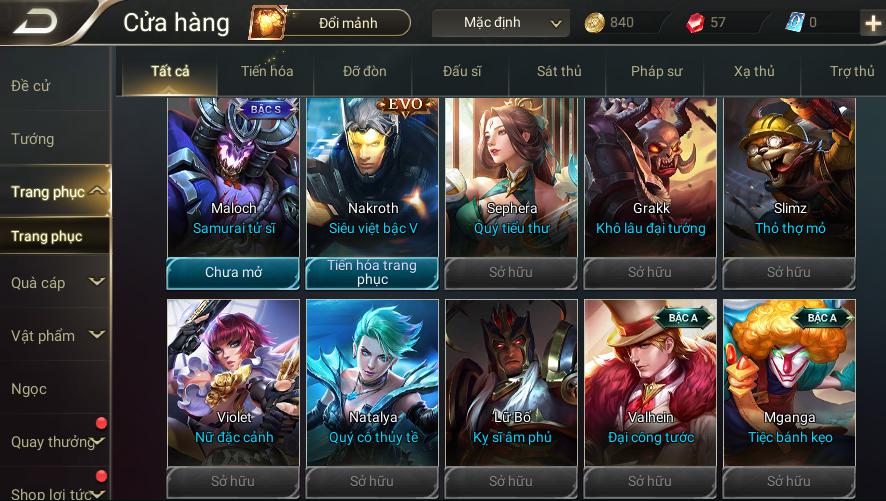 Cửa hàng
Đổi mảnh
Mặc định
840
57
0
Đề cử
Tướng
Trang phục
Trang phục
Quà cáp
Vật phẩm
Ngọc
Quay thưởng
Shop lợi tức
Tất cả
Tiến hóa
Đỡ đòn
Đấu sĩ
Sát thủ
Pháp sư
Xạ thủ
Trợ thủ
BẬC S
Maloch
Samurai tử sĩ
Chưa mở
EVO
V
Nakroth
Siêu việt bậc V
Tiến hóa trang
phục
Sephera
Quý tiểu thư
Sở hữu
Grakk
Khô lâu đại tướng
Sở hữu
Slimz
Thỏ thợ mỏ
Sở hữu
Violet
Nữ đặc cảnh
Sở hữu
Natalya
Quý cô thủy tề
Sở hữu
Lữ Bố
Kỵ sĩ âm phủ
Sở hữu
BẬC A
Valhein
Đại công tước
Sở hữu
BẬC A
Mganga
Tiệc bánh kẹo
Sở hữu